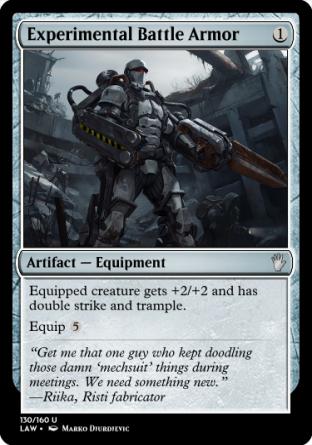 Experimental Battle Armor 1
Artifact — Equipment
Equipped creature gets +2/+2 and has
double strike and trample.
Equip 5
“Get me that one guy who kept doodling
those damn ‘mechsuit’ things during
meetings. We need something new.”
—Riika, Risti fabricator
130/160 U
LAW • Marko Djurdjevic